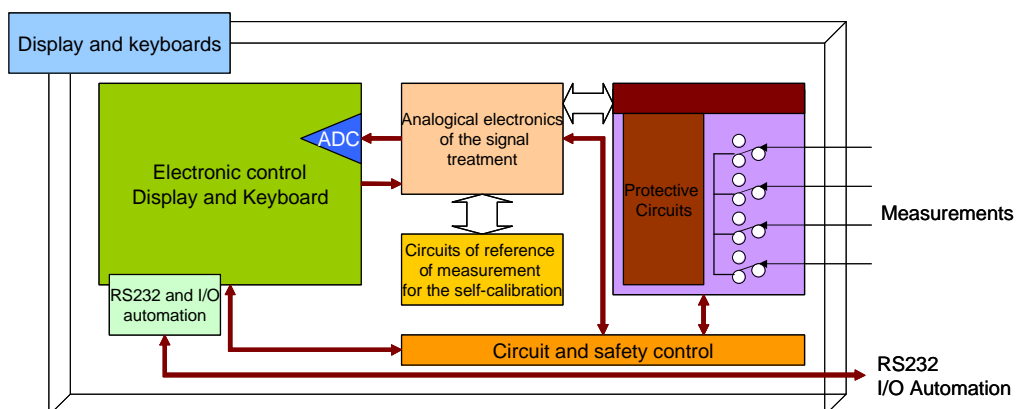 Display and keyboards
ADC
Electronic control
Display and Keyboard
Analogical electronics
of the signal
treatment
Protective
Circuits
Measurements
Circuits of reference
of measurement
for the self-calibration
RS232 and I/O
automation
Circuit and safety control
RS232
I/O Automation